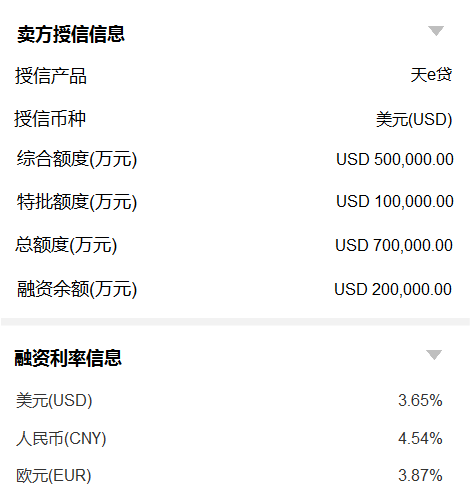 卖方授信信息
授信产品 天e贷
授信币种 美元(USD)
综合额度(万元) USD 500,000.00
特批额度(万元) USD 100,000.00
总额度(万元) USD 700,000.00
融资余额(万元) USD 200,000.00
融资利率信息
美元(USD) 3.65%
人民币(CNY) 4.54%
欧元(EUR) 3.87%